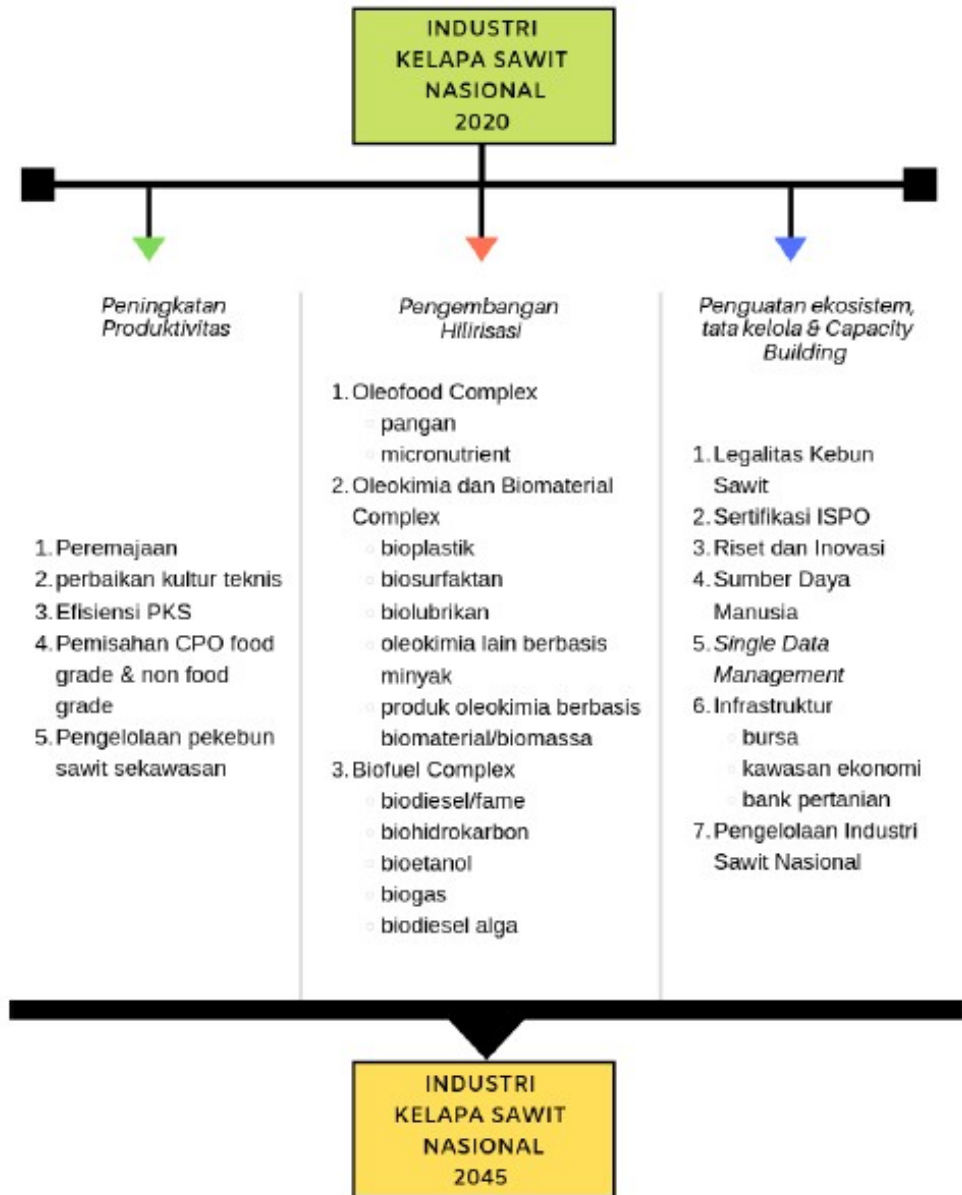 INDUSTRI
KELAPA SAWIT
NASIONAL
2020
Peningkatan
Produktivitas
1. Peremajaan
2. perbaikan kultur teknis
3. Efisiensi PKS
4. Pemisahan CPO food
grade & non food
grade
5. Pengelolaan pekebun
sawit sekawasan
Pengembangan
Hilirisasi
1. Oleofood Complex
○ pangan
○ micronutrient
2. Oleokimia dan Biomaterial
Complex
○ bioplastik
○ biosurfaktan
○ biolubrikan
○ oleokimia lain berbasis
minyak
○ produk oleokimia berbasis
biomaterial/biomassa
3. Biofuel Complex
○ biodiesel/fame
○ biohidrokarbon
○ bioetanol
○ biogas
○ biodiesel alga
Penguatan ekosistem,
tata kelola & Capacity
Building
1. Legalitas Kebun
Sawit
2. Sertifikasi ISPO
3. Riset dan Inovasi
4. Sumber Daya
Manusia
5. Single Data
Management
6. Infrastruktur
○ bursa
○ kawasan ekonomi
○ bank pertanian
7. Pengelolaan Industri
Sawit Nasional
INDUSTRI
KELAPA SAWIT
NASIONAL
2045